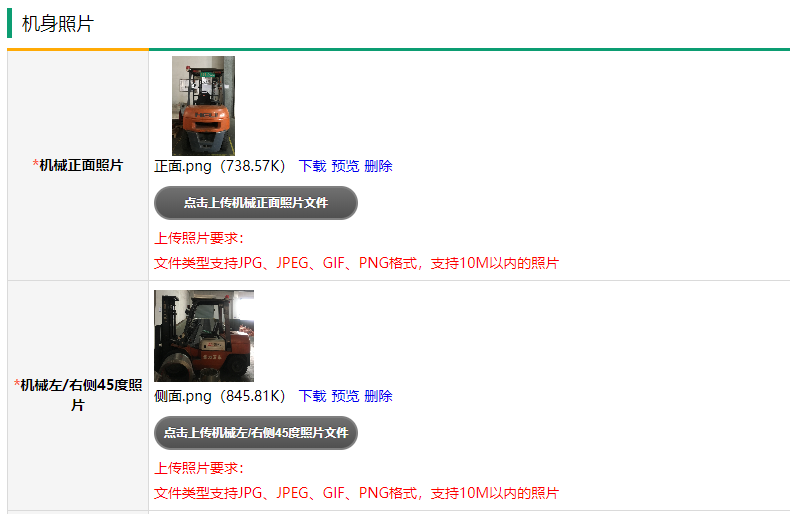 机身照片
*机械正面照片
正面.png（738.57K） 下载 预览 删除
点击上传机械正面照片文件
上传照片要求：
文件类型支持JPG、JPEG、GIF、PNG格式，支持10M以内的照片
*机械左/右侧45度照
片
侧面.png（845.81K） 下载 预览 删除
点击上传机械左/右侧45度照片文件
上传照片要求：
文件类型支持JPG、JPEG、GIF、PNG格式，支持10M以内的照片